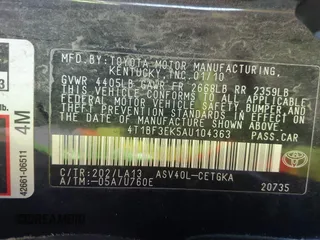 MFD. BY: TOYOTA MOTOR MANUFACTURING,
KENTUCKY, INC. 01/10
GVWR 4405LB GAWR FR 2668LB RR 2359LB
THIS VEHICLE CONFORMS TO ALL APPLICABLE
FEDERAL MOTOR VEHICLE SAFETY, BUMPER, AND
THEFT PREVENTION STANDARDS IN EFFECT ON
THE DATE OF MANUFACTURE SHOWN ABOVE.
4T1BF3EK5AU104363 PASS. CAR
C/TR: 202/LA13 ASV40L-CETGKA
A/TM: -05A/U760E
TOYOTA
20735
4M
42661-06511